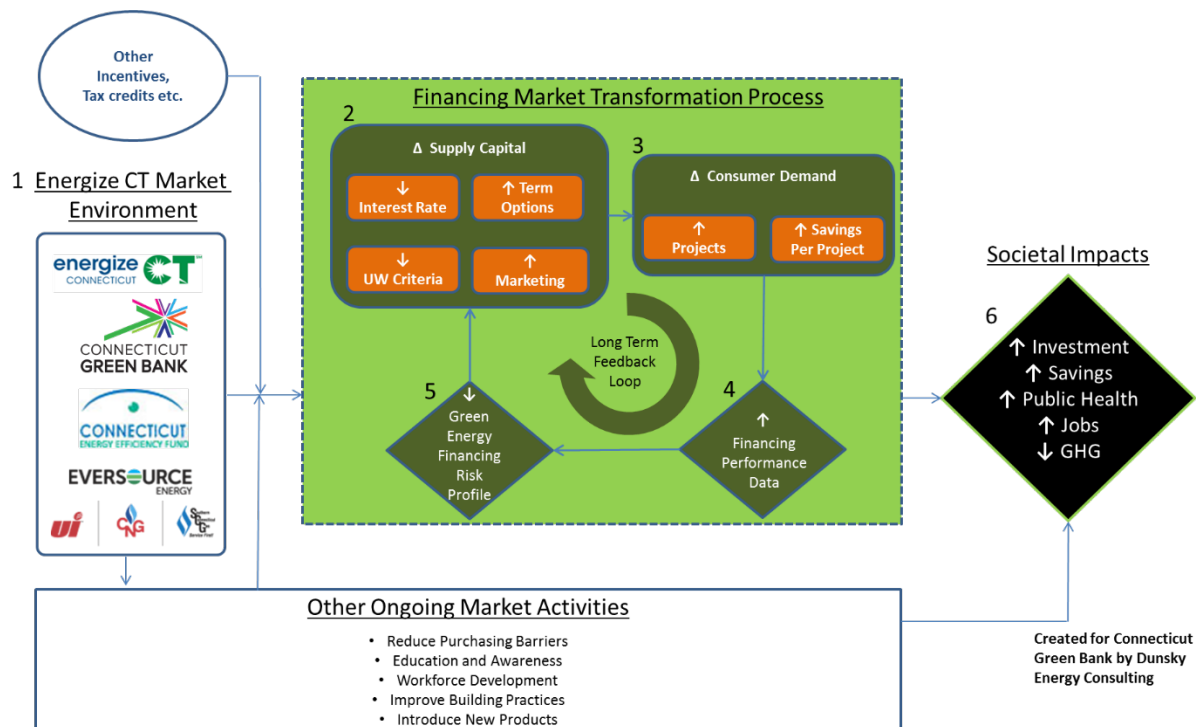 Other
Incentives,
Tax credits etc.
1 Energize CT Market
Environment
energize CT
CONNECTICUT
CONNECTICUT
GREEN BANK
CONNECTICUT
ENERGY EFFICIENCY FUND
EVERSOURCE
ENERGY
ui
CNG
Financing Market Transformation Process
2
Δ Supply Capital
↓
Interest Rate
↑ Term
Options
↓
UW Criteria
↑
Marketing
3
Δ Consumer Demand
↑
Projects
↑ Savings
Per Project
Long Term
Feedback
Loop
4
↑
Financing
Performance
Data
5
↓
Green
Energy
Financing
Risk
Profile
Societal Impacts
6
↑ Investment
↑ Savings
↑ Public Health
↑ Jobs
↓ GHG
Other Ongoing Market Activities
• Reduce Purchasing Barriers
• Education and Awareness
• Workforce Development
• Improve Building Practices
• Introduce New Products
Created for Connecticut
Green Bank by Dunsky
Energy Consulting